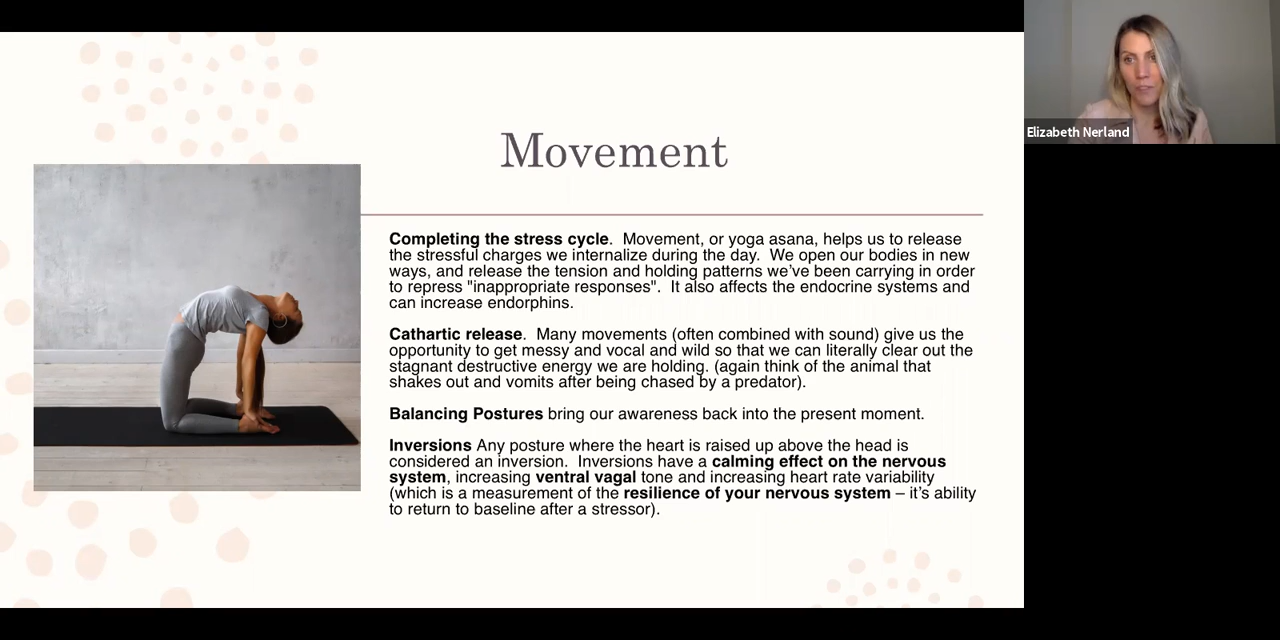 Movement
Completing the stress cycle.  Movement, or yoga asana, helps us to release
the stressful charges we internalize during the day.  We open our bodies in new
ways, and release the tension and holding patterns we've been carrying in order
to repress "inappropriate responses".  It also affects the endocrine systems and
can increase endorphins.
Cathartic release.  Many movements (often combined with sound) give us the
opportunity to get messy and vocal and wild so that we can literally clear out the
stagnant destructive energy we are holding. (again think of the animal that
shakes out and vomits after being chased by a predator).
Balancing Postures bring our awareness back into the present moment.
Inversions Any posture where the heart is raised up above the head is
considered an inversion.  Inversions have a calming effect on the nervous
system, increasing ventral vagal tone and increasing heart rate variability
(which is a measurement of the resilience of your nervous system – it's ability
to return to baseline after a stressor).
Elizabeth Nerland